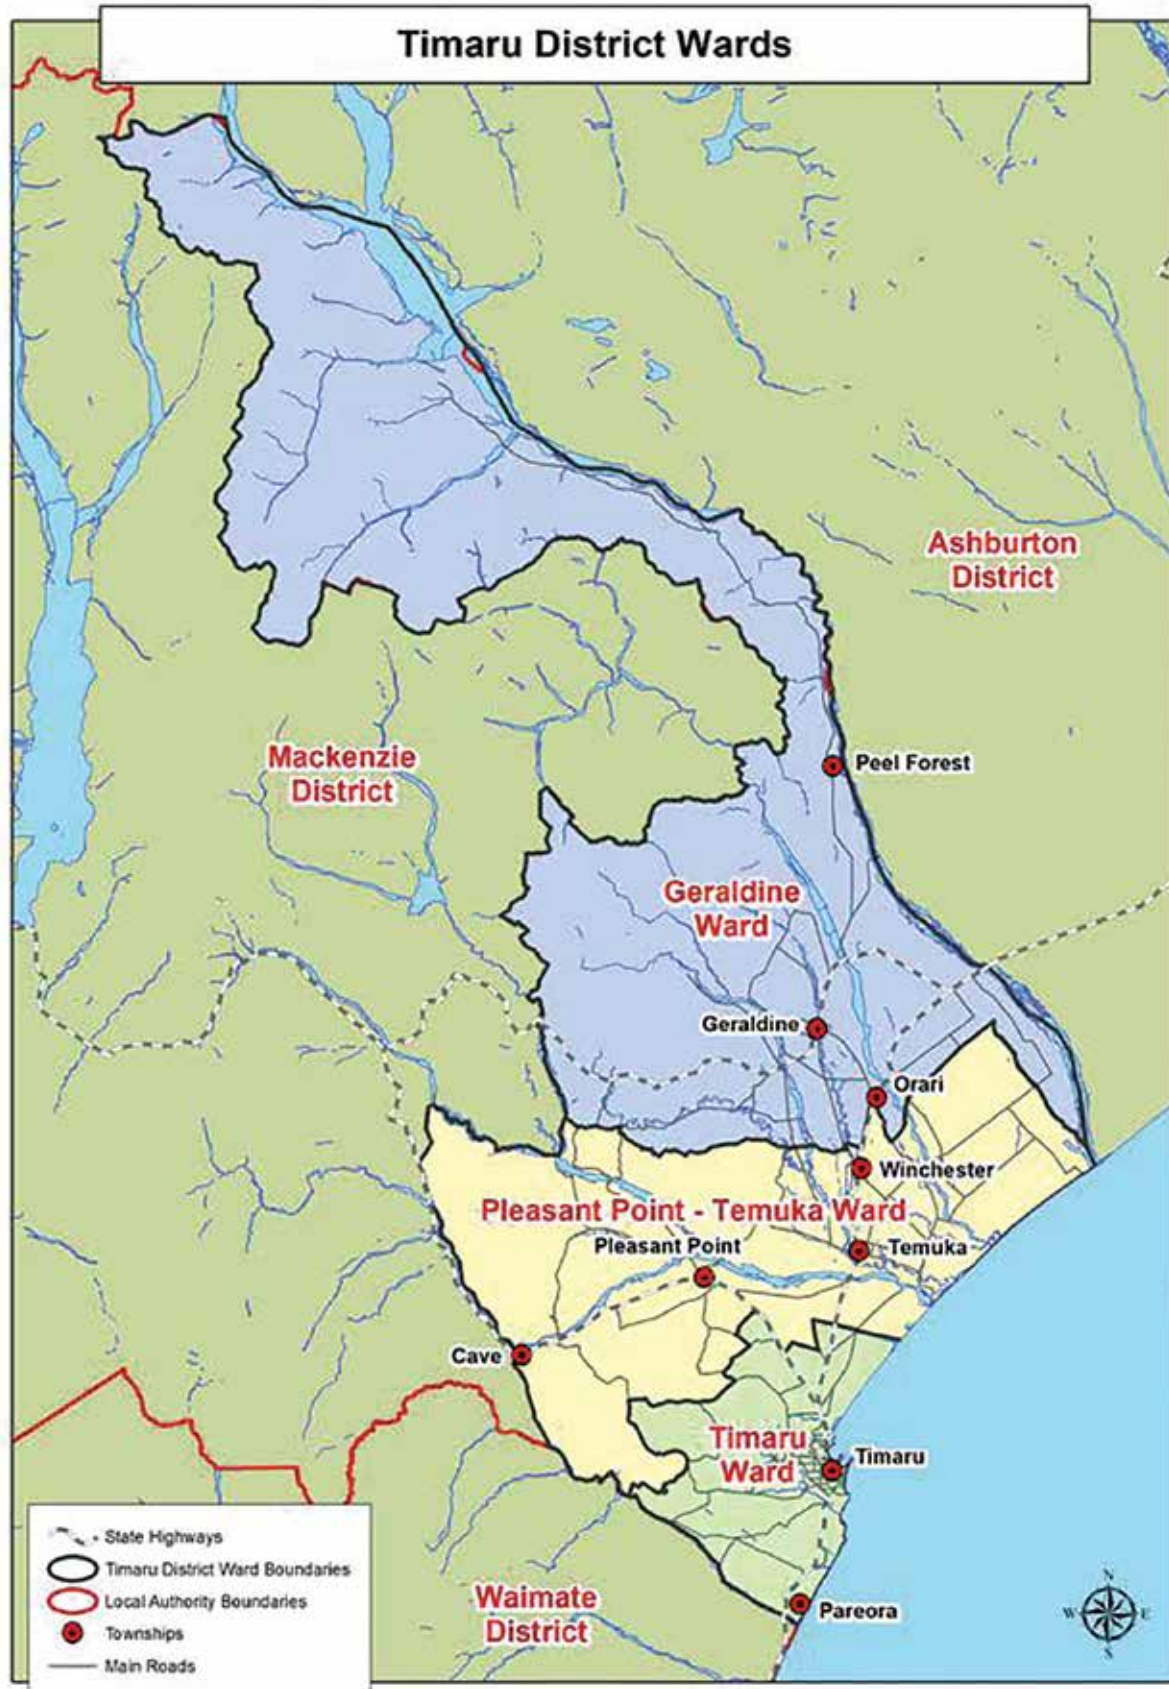 Timaru District Wards
Ashburton
District
Mackenzie
District
Peel Forest
Geraldine
Ward
Geraldine
Orari
Winchester
Pleasant Point - Temuka Ward
Pleasant Point
Temuka
Cave
Timaru
Ward
Timaru
State Highways
Timaru District Ward Boundaries
Local Authority Boundaries
Townships
Main Roads
Waimate
District
Pareora
N
W E
S